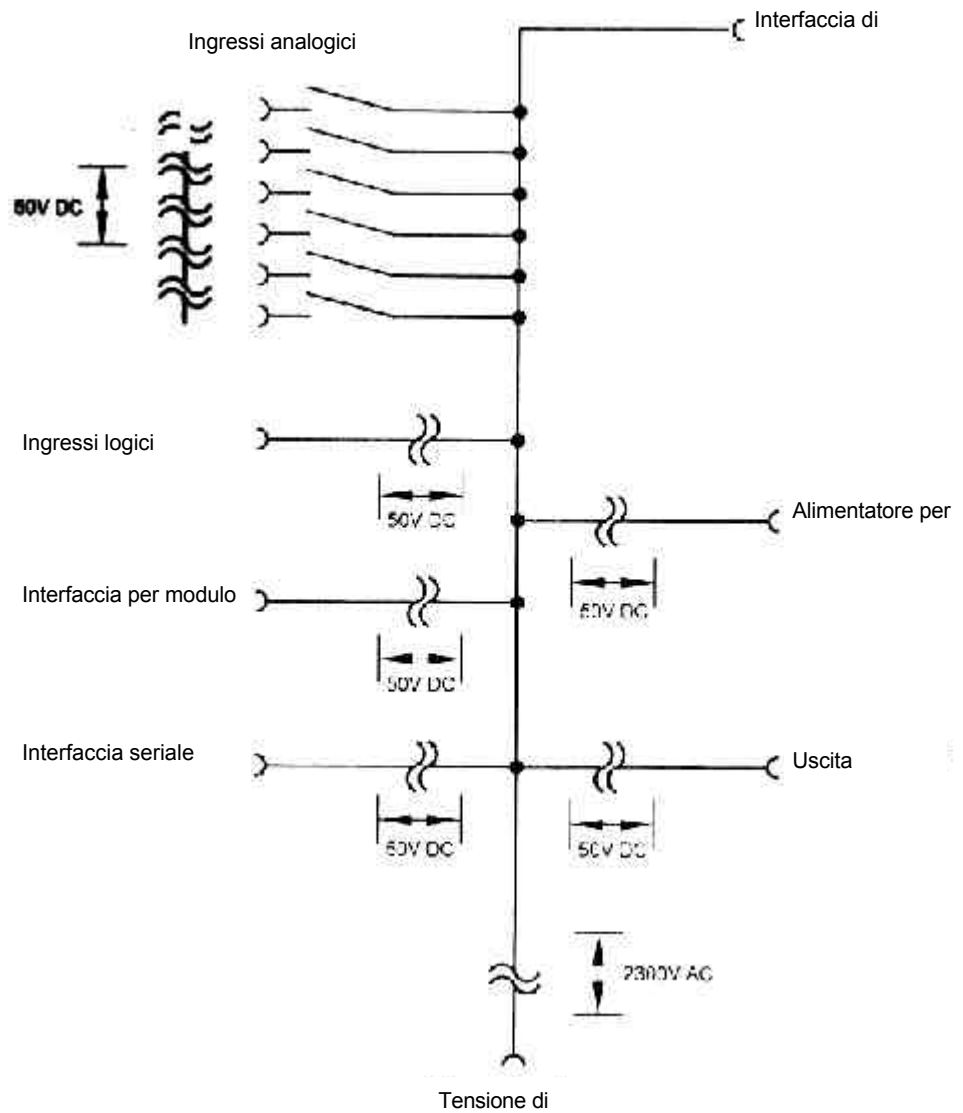 Interfaccia di
Ingressi analogici
50V DC
Ingressi logici
50V DC
Alimentatore per
Interfaccia per modulo
50V DC
50V DC
Interfaccia seriale
Uscita
50V DC
50V DC
2300V AC
Tensione di